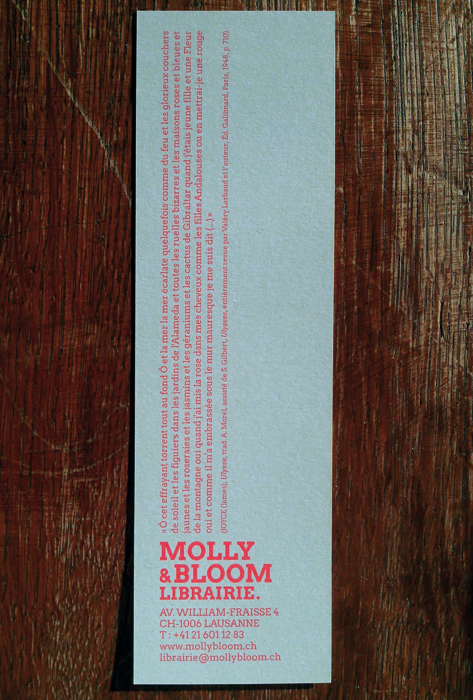 « Ô cet effrayant torrent tout au fond Ô et la mer la mer écarlate quelquefois comme du feu et les glorieux couchers
de soleil et les figuiers dans les jardins de l'Alameda et toutes les ruelles bizarres et les maisons roses et bleues et
jaunes et les roseraies et les jasmins et les géraniums et les cactus de Gibraltar quand j'étais jeune fille et une Fleur
de la montagne oui quand j'ai mis la rose dans mes cheveux comme les filles Andalouses ou en mettrai-je une rouge
oui et comme il m'a embrassée sous le mur mauresque je me suis dit (...) »
(JOYCE (James), Ulysse, trad. A. Morel, assisté de S. Gilbert, Ulysses, entièrement revue par Valéry Larbaud et l'auteur, Éd. Gallimard, Paris, 1948, p. 710)
MOLLY
& BLOOM
LIBRAIRIE.
AV. WILLIAM-FRAISSE 4
CH-1006 LAUSANNE
T : +41 21 601 12 83
www.mollybloom.ch
librairie@mollybloom.ch